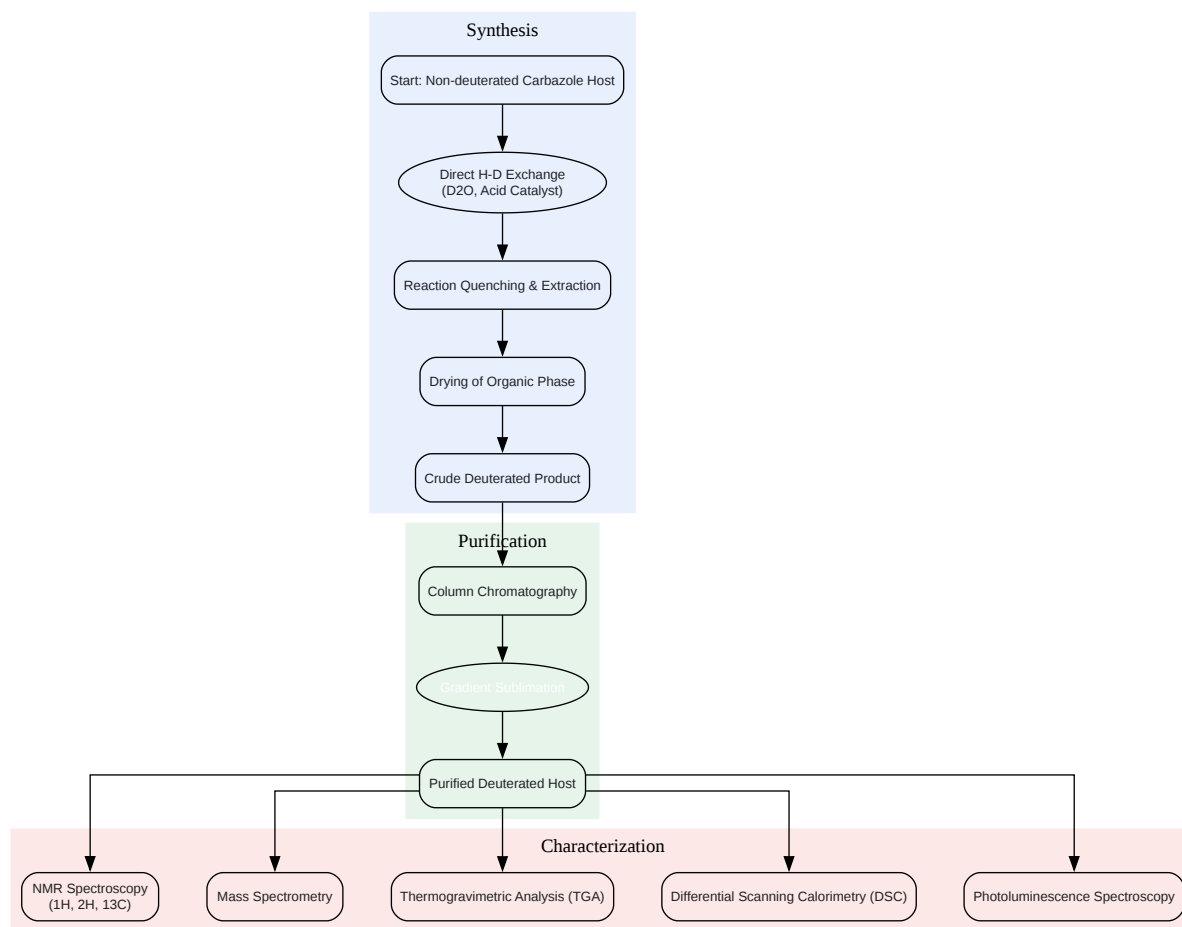 Synthesis
Start: Non-deuterated Carbazole Host
Direct H-D Exchange
(D2O, Acid Catalyst)
Reaction Quenching & Extraction
Drying of Organic Phase
Crude Deuterated Product
Purification
Column Chromatography
Gradient Sublimation
Purified Deuterated Host
Characterization
NMR Spectroscopy
(1H, 2H, 13C)
Mass Spectrometry
Thermogravimetric Analysis (TGA)
Differential Scanning Calorimetry (DSC)
Photoluminescence Spectroscopy